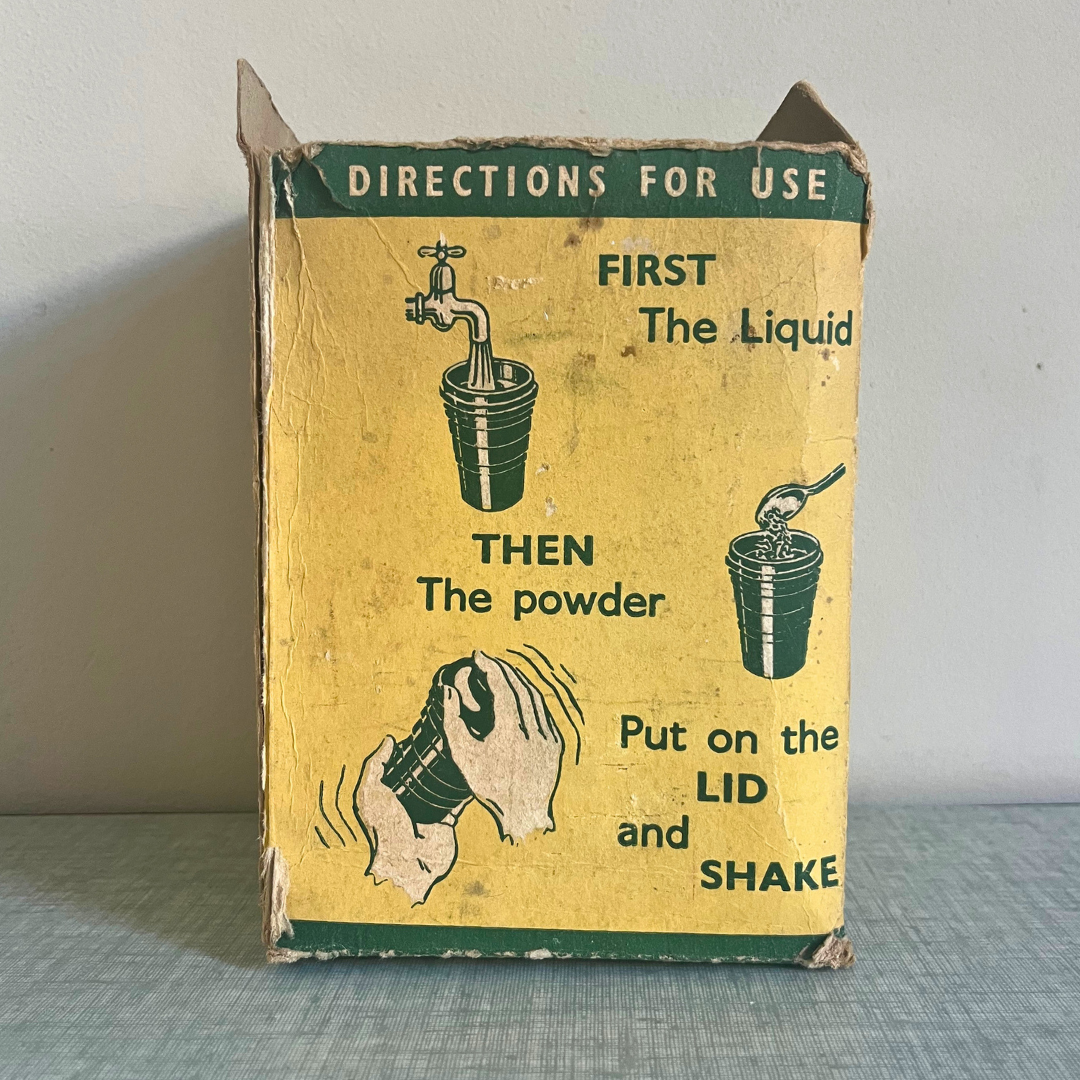 DIRECTIONS FOR USE
FIRST
The Liquid
THEN
The powder
Put on the
LID
and
SHAKE